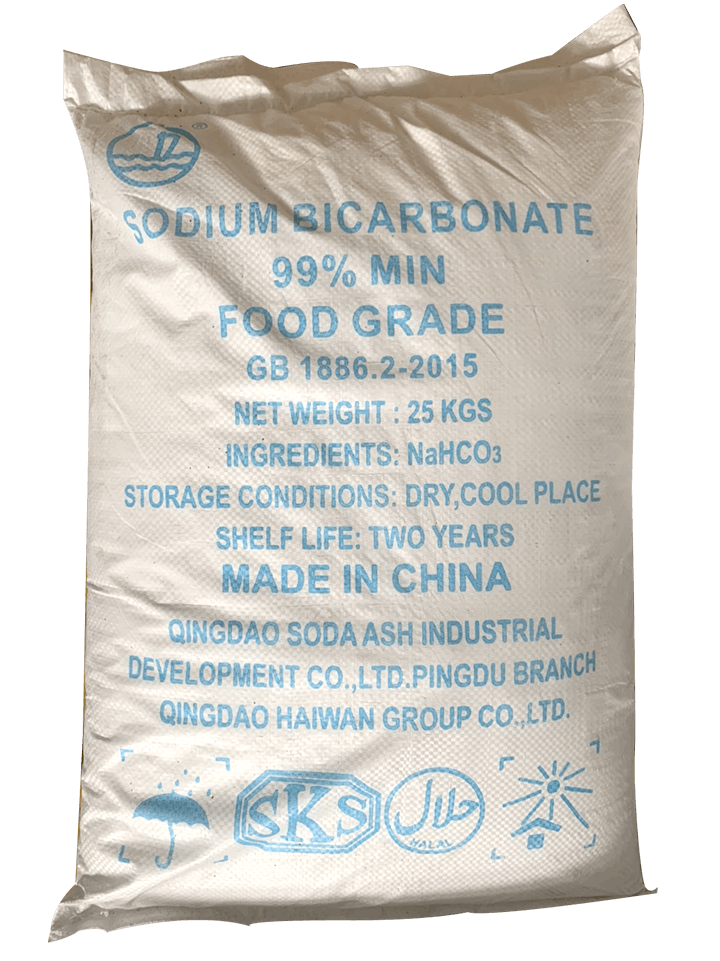 ®
SODIUM BICARBONATE
99% MIN
FOOD GRADE
GB 1886.2-2015
NET WEIGHT : 25 KGS
INGREDIENTS: NaHCO₃
STORAGE CONDITIONS: DRY,COOL PLACE
SHELF LIFE: TWO YEARS
MADE IN CHINA
QINGDAO SODA ASH INDUSTRIAL
DEVELOPMENT CO.,LTD.PINGDU BRANCH
QINGDAO HAIWAN GROUP CO.,LTD.
SKS
حلال
HALAL